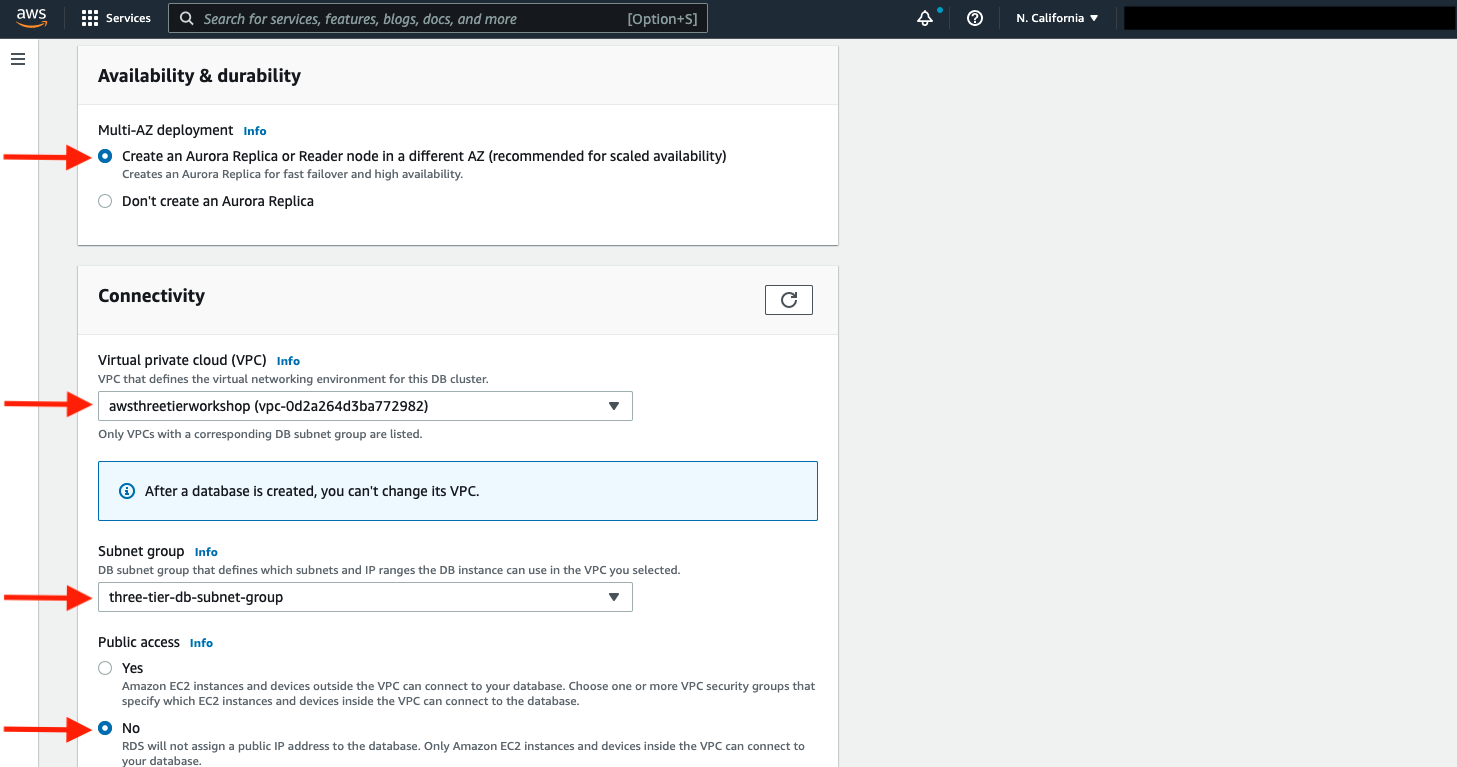 aws
Services
Search for services, features, blogs, docs, and more
[Option+S]
N. California
Availability & durability
Multi-AZ deployment Info
Create an Aurora Replica or Reader node in a different AZ (recommended for scaled availability)
Creates an Aurora Replica for fast failover and high availability.
Don't create an Aurora Replica
Connectivity
Virtual private cloud (VPC) Info
VPC that defines the virtual networking environment for this DB cluster.
awsthreetierworkshop (vpc-0d2a264d3ba772982)
Only VPCs with a corresponding DB subnet group are listed.
After a database is created, you can't change its VPC.
Subnet group Info
DB subnet group that defines which subnets and IP ranges the DB instance can use in the VPC you selected.
three-tier-db-subnet-group
Public access Info
Yes
Amazon EC2 instances and devices outside the VPC can connect to your database. Choose one or more VPC security groups that
specify which EC2 instances and devices inside the VPC can connect to the database.
No
RDS will not assign a public IP address to the database. Only Amazon EC2 instances and devices inside the VPC can connect to
your database.